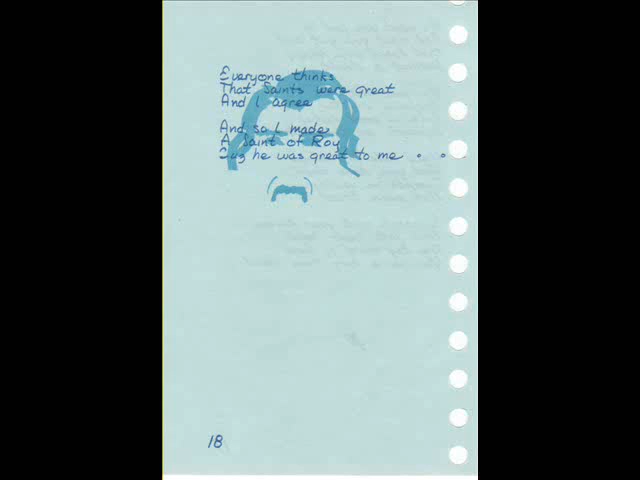 Everyone thinks
That Saints were great
And I agree
And so I made
A Saint of Roy
Cuz he was great to me . . .
18